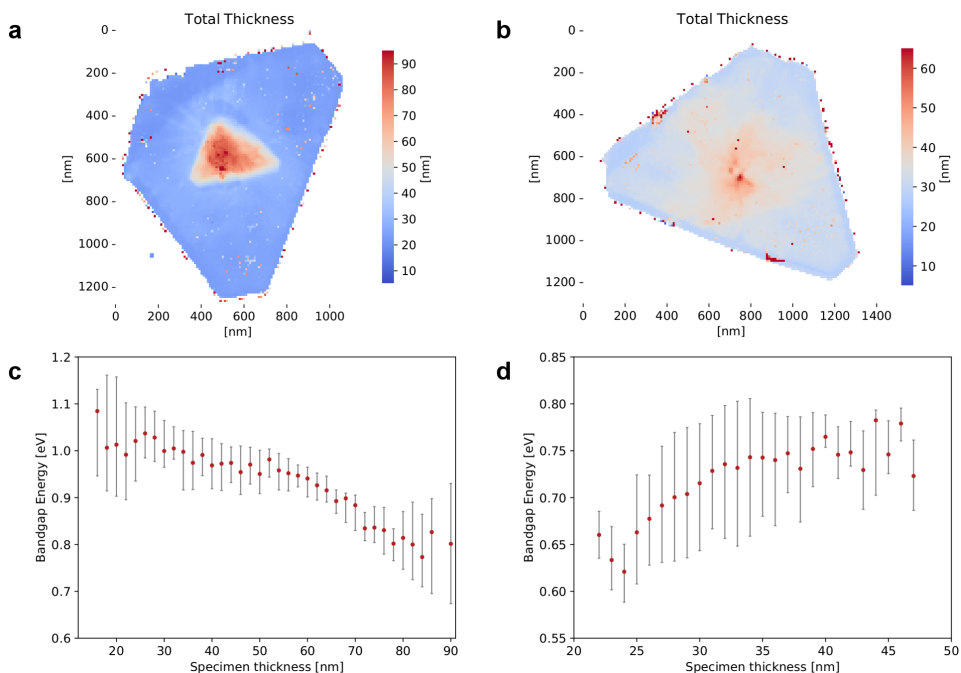 a
Total Thickness
0
200
400
600
800
1000
1200
[nm]
0 200 400 600 800 1000
[nm]
90
80
70
60
50
40
30
20
10
[nm]
b
Total Thickness
0
200
400
600
800
1000
1200
[nm]
0 200 400 600 800 1000 1200 1400
[nm]
60
50
40
30
20
10
[nm]
c
1.2
1.1
1.0
0.9
0.8
0.7
0.6
Bandgap Energy [eV]
20 30 40 50 60 70 80 90
Specimen thickness [nm]
d
0.85
0.80
0.75
0.70
0.65
0.60
0.55
Bandgap Energy [eV]
20 25 30 35 40 45 50
Specimen thickness [nm]